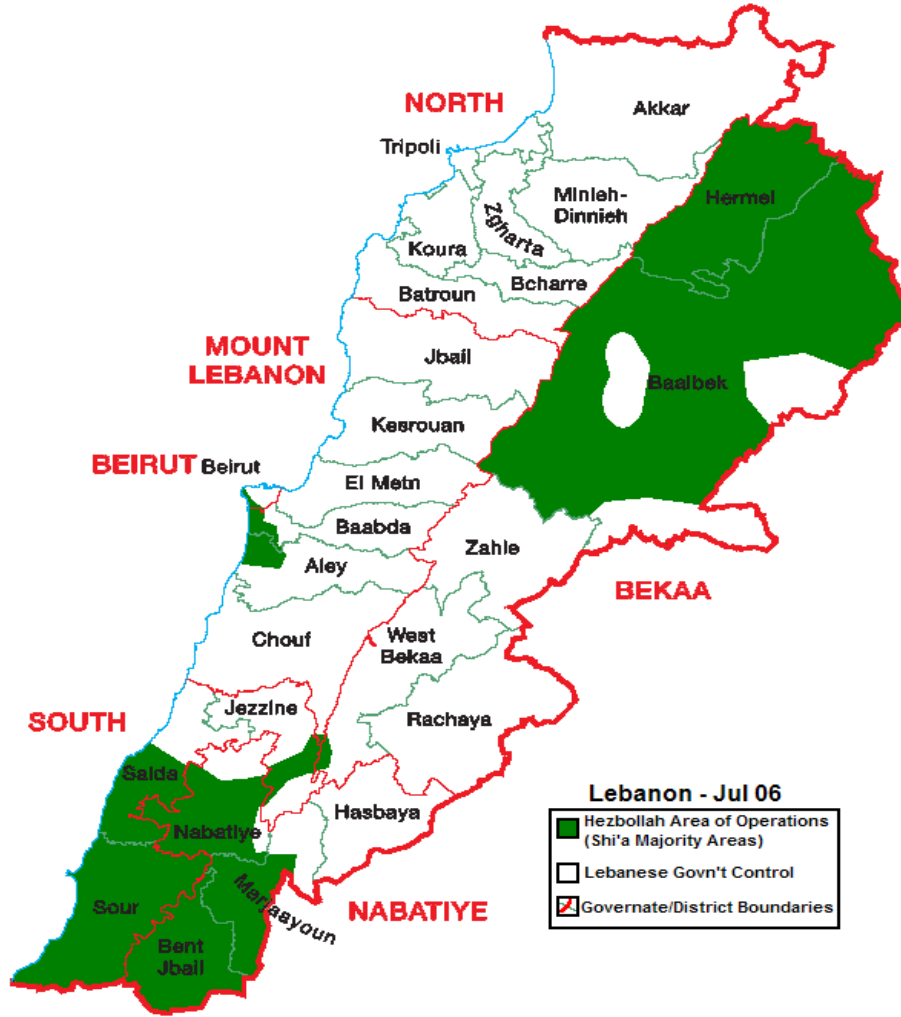 NORTH
Akkar
Tripoli
Minieh-
Dinnieh
Zgharta
Hermel
Koura
Bcharre
Batroun
MOUNT
LEBANON
Jbail
Baalbek
Kesrouan
BEIRUT
Beirut
El Metn
Baabda
Zahle
Aley
BEKAA
Chouf
West
Bekaa
Jezzine
SOUTH
Rachaya
Saida
Hasbaya
Nabatiye
Marjaayoun
Sour
NABATIYE
Bent
Jbail
Lebanon - Jul 06
Hezbollah Area of Operations
(Shi'a Majority Areas)
Lebanese Govn't Control
Governate/District Boundaries